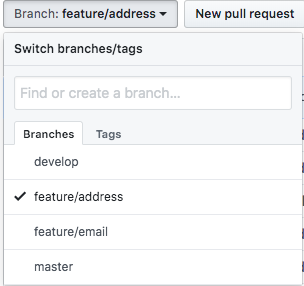 Branch: feature/address New pull request
Switch branches/tags
Find or create a branch...
Branches Tags
develop
feature/address
feature/email
master